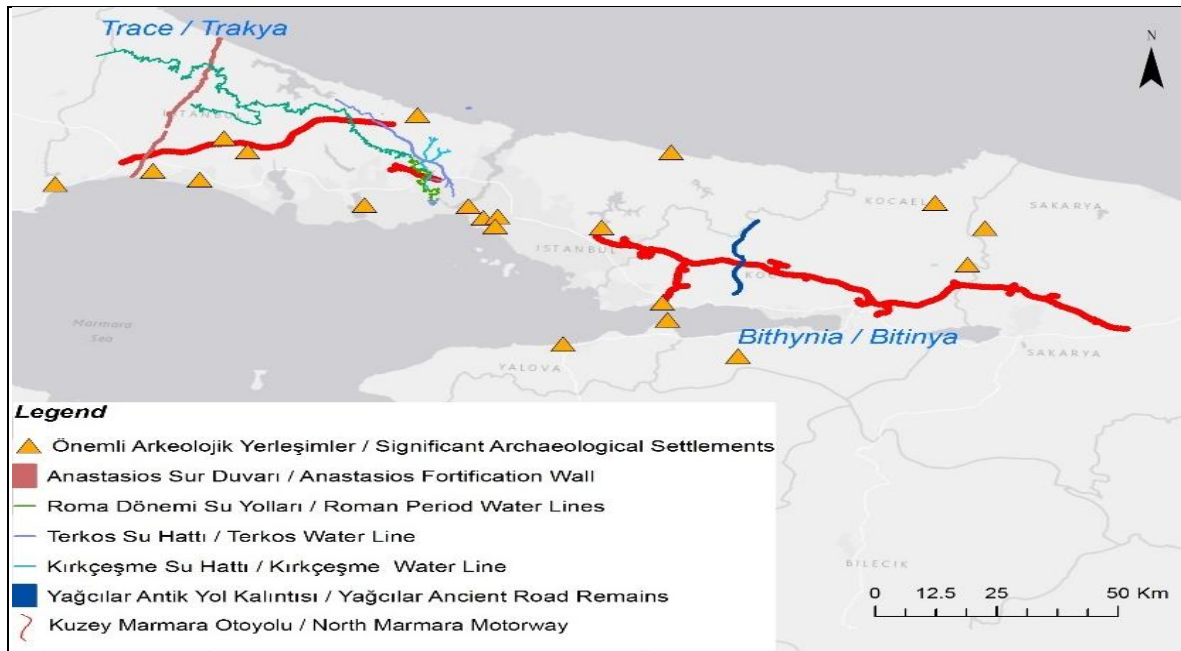 Trace / Trakya
N
ISTANBUL
KOCAELİ
SAKARYA
ISTANBUL
Marmara
Sea
Bithynia / Bitinya
YALOVA
SAKARYA
Legend
Önemli Arkeolojik Yerleşimler / Significant Archaeological Settlements
Anastasios Sur Duvarı / Anastasios Fortification Wall
Roma Dönemi Su Yolları / Roman Period Water Lines
Terkos Su Hattı / Terkos Water Line
Kırkçeşme Su Hattı / Kırkçeşme Water Line
Yağcılar Antik Yol Kalıntısı / Yağcılar Ancient Road Remains
Kuzey Marmara Otoyolu / North Marmara Motorway
BILECIK
0 12.5 25 50 Km